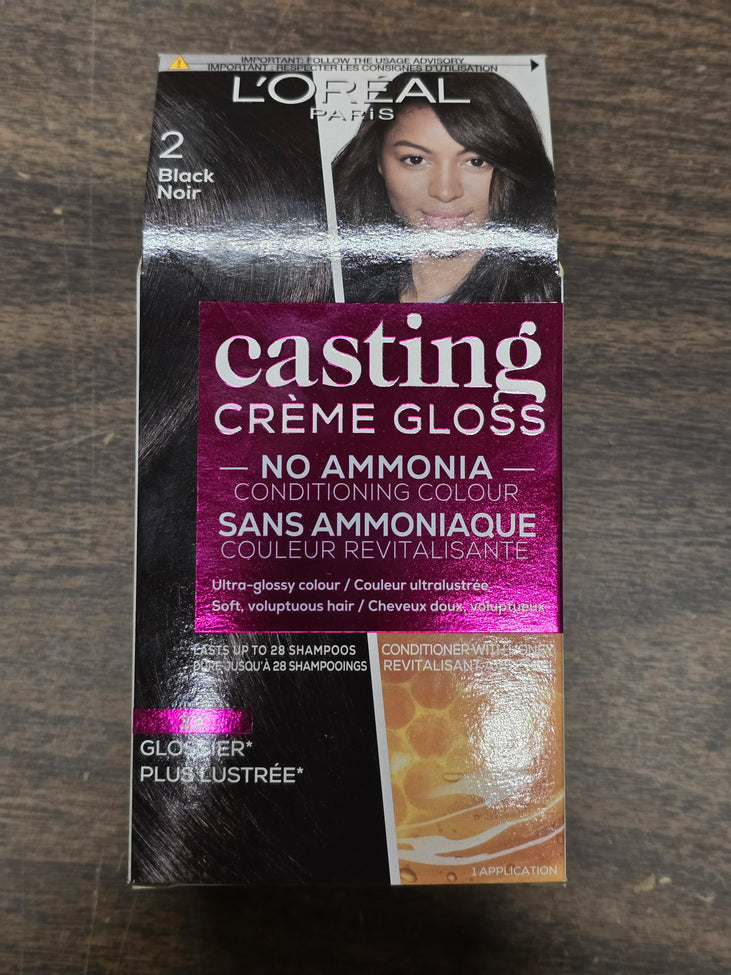 IMPORTANT: FOLLOW THE USAGE ADVISORY
IMPORTANT : RESPECTER LES CONSIGNES D'UTILISATION
L'ORÉAL
PARIS
2
Black
Noir
casting
CRÈME GLOSS
NO AMMONIA
CONDITIONING COLOUR
SANS AMMONIAQUE
COULEUR REVITALISANTE
Ultra-glossy colour / Couleur ultralustrée
Soft, voluptuous hair / Cheveux doux, voluptueux
LASTS UP TO 28 SHAMPOOS
DURE JUSQU'À 28 SHAMPOOINGS
CONDITIONER WITH HONEY
REVITALISANT
GLOSSIER*
PLUS LUSTRÉE*
1 APPLICATION